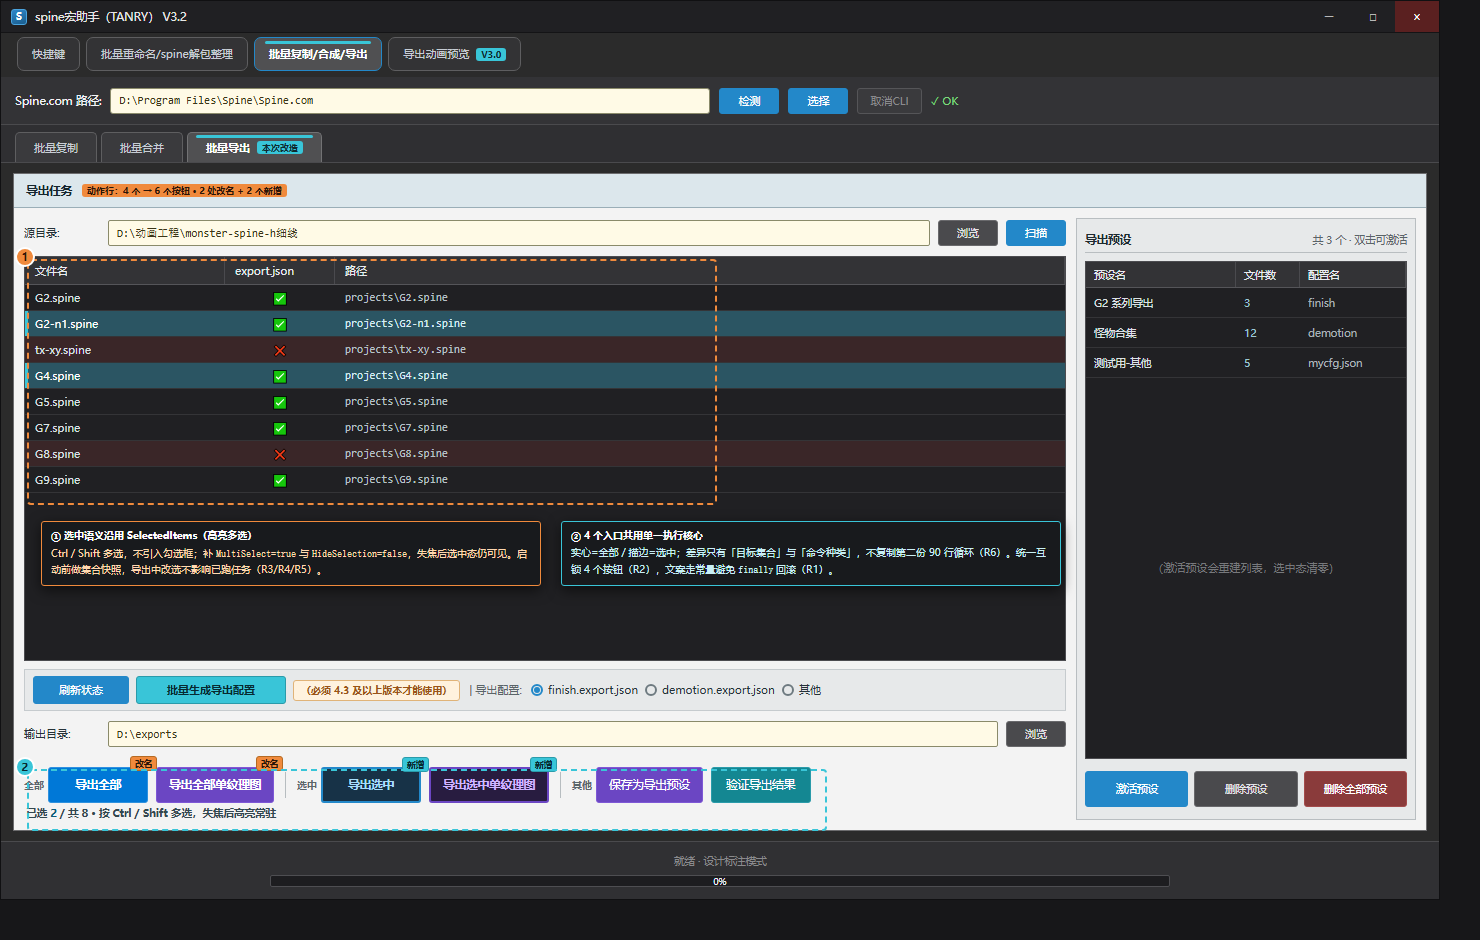 S spine宏助手（TANRY） V3.2
快捷键
批量重命名/spine解包整理
批量复制/合成/导出
导出动画预览 V3.0
Spine.com 路径: D:\Program Files\Spine\Spine.com 检测 选择 取消CLI ✓ OK
批量复制 批量合并 批量导出 本次改造
导出任务 动作行：4 个 → 6 个按钮 • 2 处改名 + 2 个新增
源目录: D:\动画工程\monster-spine-h细线 浏览 扫描
1
文件名 export.json 路径
G2.spine ✅ projects\G2.spine
G2-n1.spine ✅ projects\G2-n1.spine
tx-xy.spine ❌ projects\tx-xy.spine
G4.spine ✅ projects\G4.spine
G5.spine ✅ projects\G5.spine
G7.spine ✅ projects\G7.spine
G8.spine ❌ projects\G8.spine
G9.spine ✅ projects\G9.spine
① 选中语义沿用 SelectedItems（高亮多选）
Ctrl / Shift 多选，不引入勾选框；补 MultiSelect=true 与 HideSelection=false，失焦后选中态仍可见。启
动前做集合快照，导出中改选不影响已跑任务（R3/R4/R5）。
② 4 个入口共用单一执行核心
实心=全部 / 描边=选中；差异只有「目标集合」与「命令种类」，不复制第二份 90 行循环（R6）。统一互
锁 4 个按钮（R2），文案走常量避免 finally 回滚（R1）。
刷新状态 批量生成导出配置 （必须 4.3 及以上版本才能使用） | 导出配置: finish.export.json demotion.export.json 其他
输出目录: D:\exports 浏览
2
改名 改名 新增 新增
全部 导出全部 导出全部单纹理图 选中 导出选中 导出选中单纹理图 其他 保存为导出预设 验证导出结果
已选 2 / 共 8 • 按 Ctrl / Shift 多选，失焦后高亮常驻
导出预设 共 3 个 · 双击可激活
预设名 文件数 配置名
G2 系列导出 3 finish
怪物合集 12 demotion
测试用-其他 5 mycfg.json
（激活预设会重建列表，选中态清零）
激活预设 删除预设 删除全部预设
就绪 - 设计标注模式
0%